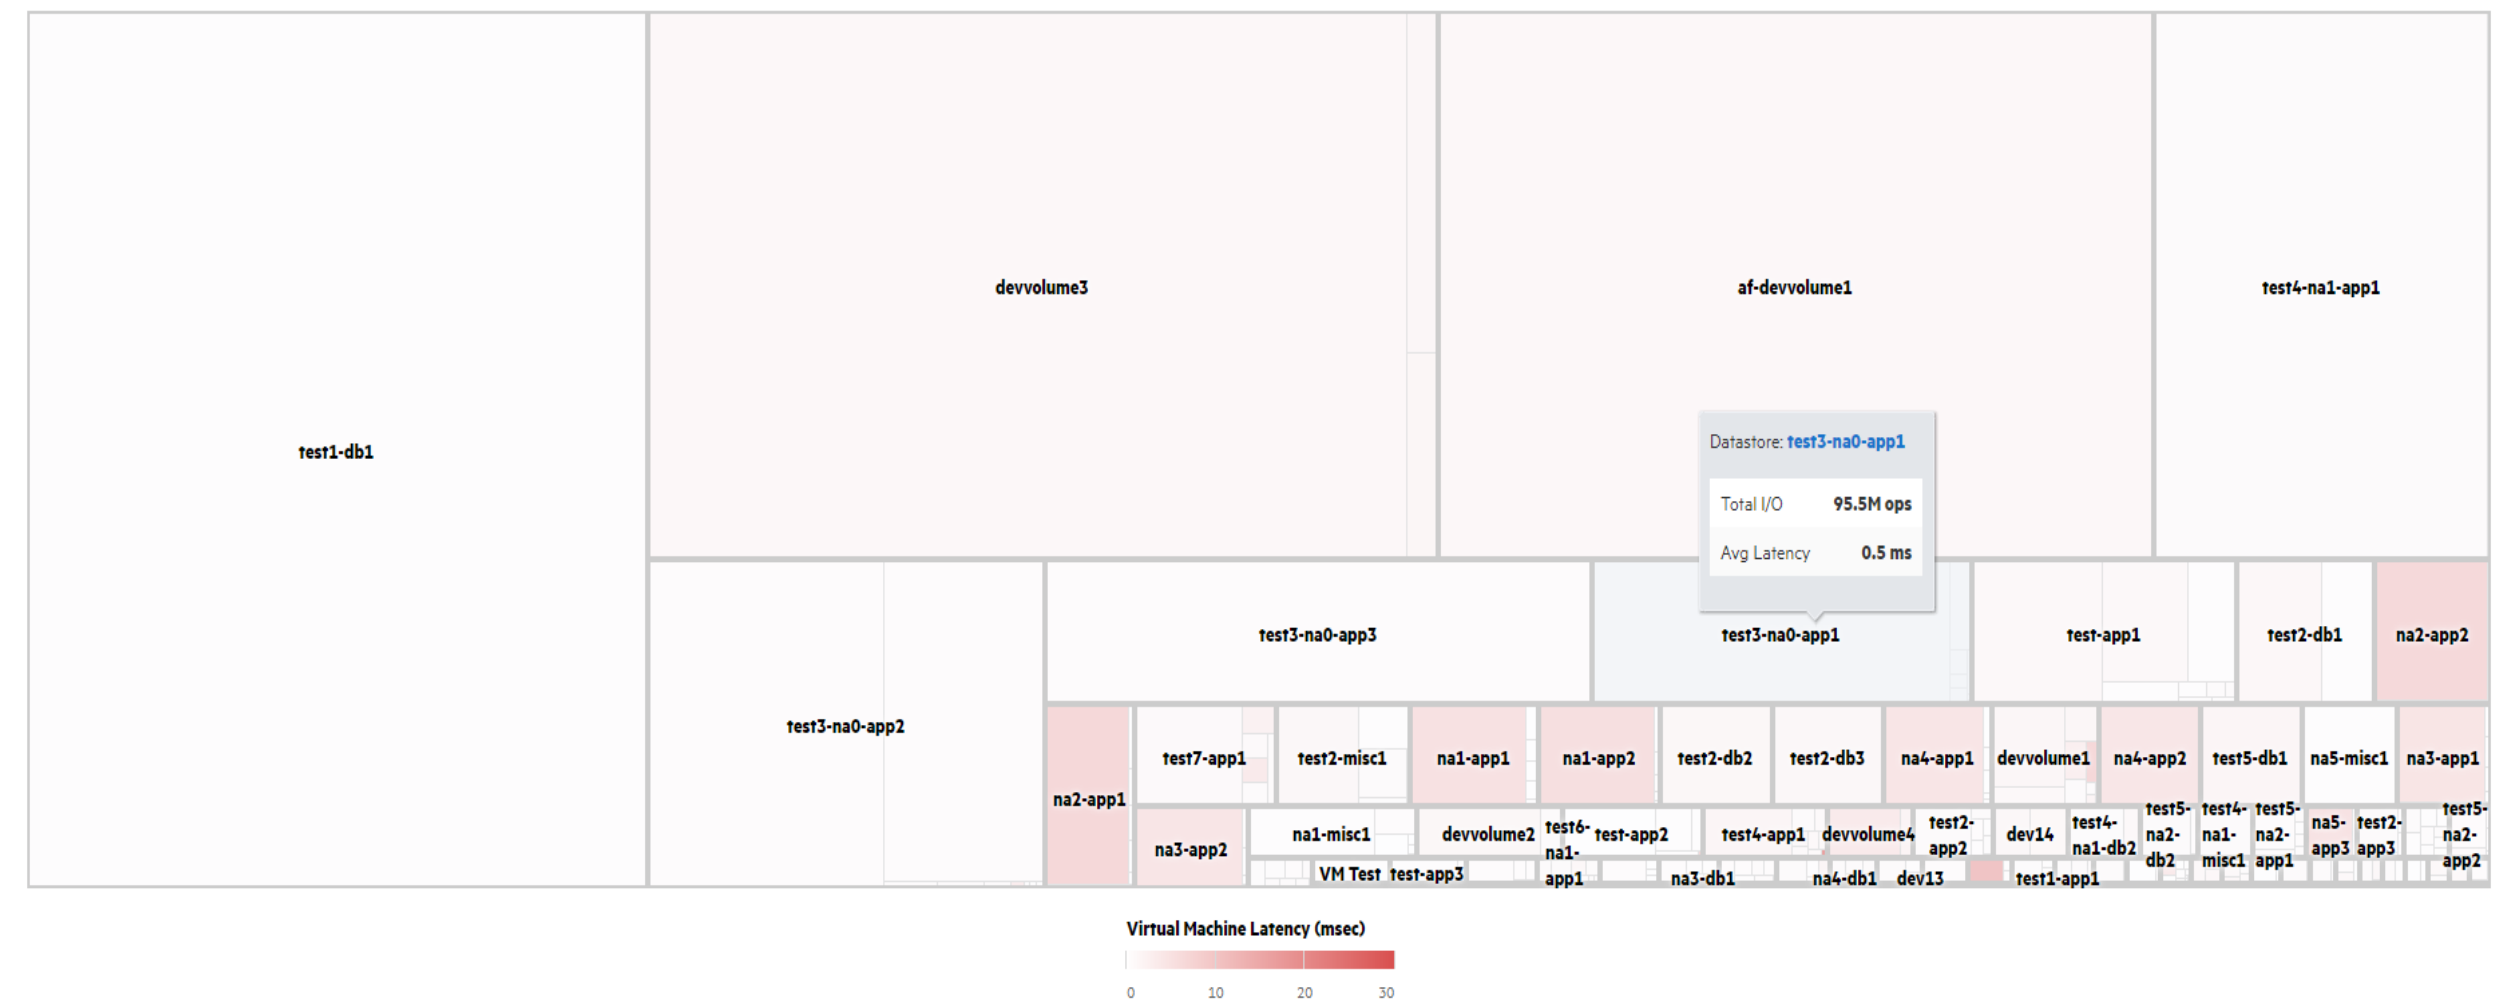 devvolume3
af-devvolume1
test4-na1-app1
test1-db1
Datastore: test3-na0-app1
Total I/O 95.5M ops
Avg Latency 0.5 ms
test3-na0-app3
test3-na0-app1
test-app1
test2-db1
na2-app2
test3-na0-app2
na2-app1
test7-app1
test2-misc1
na1-app1
na1-app2
test2-db2
test2-db3
na4-app1
devvolume1
na4-app2
test5-db1
na5-misc1
na3-app1
na3-app2
na1-misc1
devvolume2
test6-
na1-
app1
test-app2
test4-app1
devvolume4
test2-
app2
dev14
test4-
na1-db2
test5-
na2-
db2
test4-
na1-
misc1
test5-
na2-
app1
na5-
app3
test2-
app3
test5-
na2-
app2
VM Test
test-app3
na3-db1
na4-db1
dev13
test1-app1
Virtual Machine Latency (msec)
0 10 20 30